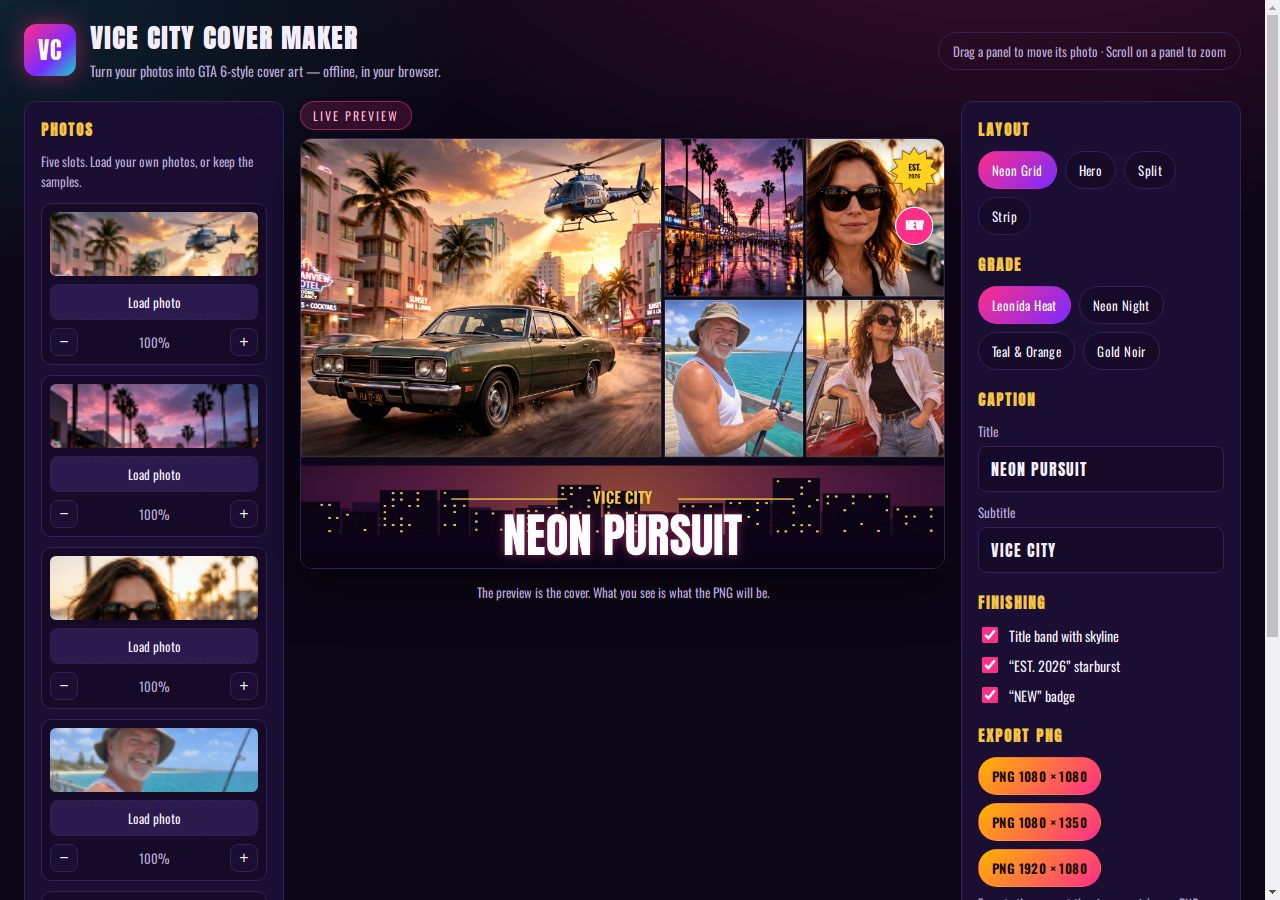 VC
VICE CITY COVER MAKER
Turn your photos into GTA 6-style cover art — offline, in your browser.
Drag a panel to move its photo · Scroll on a panel to zoom
PHOTOS
Five slots. Load your own photos, or keep the
samples.
Load photo
−
100%
+
Load photo
−
100%
+
Load photo
−
100%
+
Load photo
−
100%
+
LIVE PREVIEW
POLICE
SUNSET
BAR & LOUNGE
EST.
2026
NEW
VICE CITY
NEON PURSUIT
The preview is the cover. What you see is what the PNG will be.
LAYOUT
Neon Grid
Hero
Split
Strip
GRADE
Leonida Heat
Neon Night
Teal & Orange
Gold Noir
CAPTION
Title
NEON PURSUIT
Subtitle
VICE CITY
FINISHING
Title band with skyline
“EST. 2026” starburst
“NEW” badge
EXPORT PNG
PNG 1080 × 1080
PNG 1080 × 1350
PNG 1920 × 1080